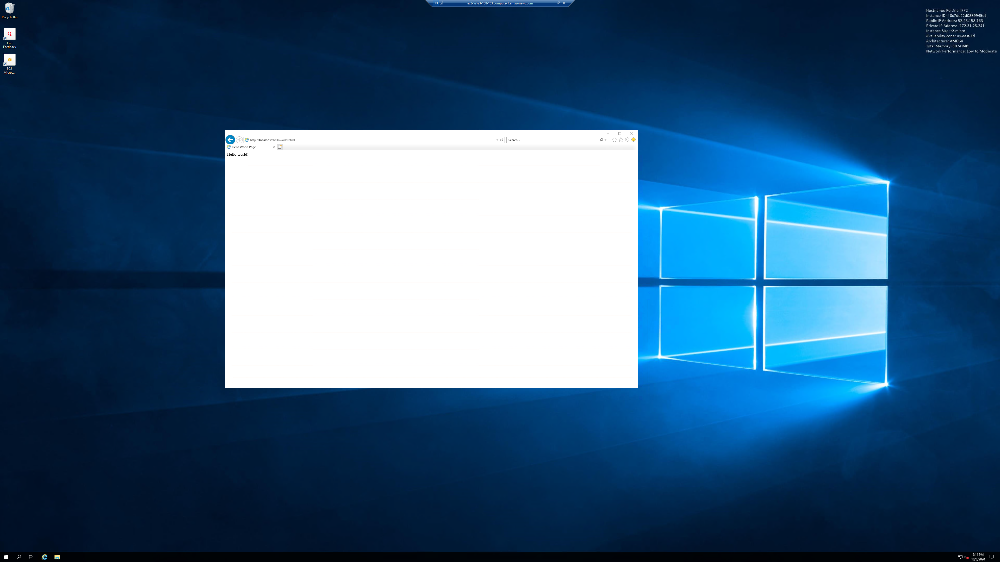 ec2-52-23-158-163.compute-1.amazonaws.com
Recycle Bin
Q
EC2
Feedback
EC2
Micros...
Hostname: PolsinelliFP2
Instance ID: i-0c7de22d0889945c1
Public IP Address: 52.23.158.163
Private IP Address: 172.31.25.241
Instance Size: t2.micro
Availability Zone: us-east-1d
Architecture: AMD64
Total Memory: 1024 MB
Network Performance: Low to Moderate
http://localhost/helloworld.html
Search...
Hello World Page
Hello world!
6:14 PM
10/8/2020